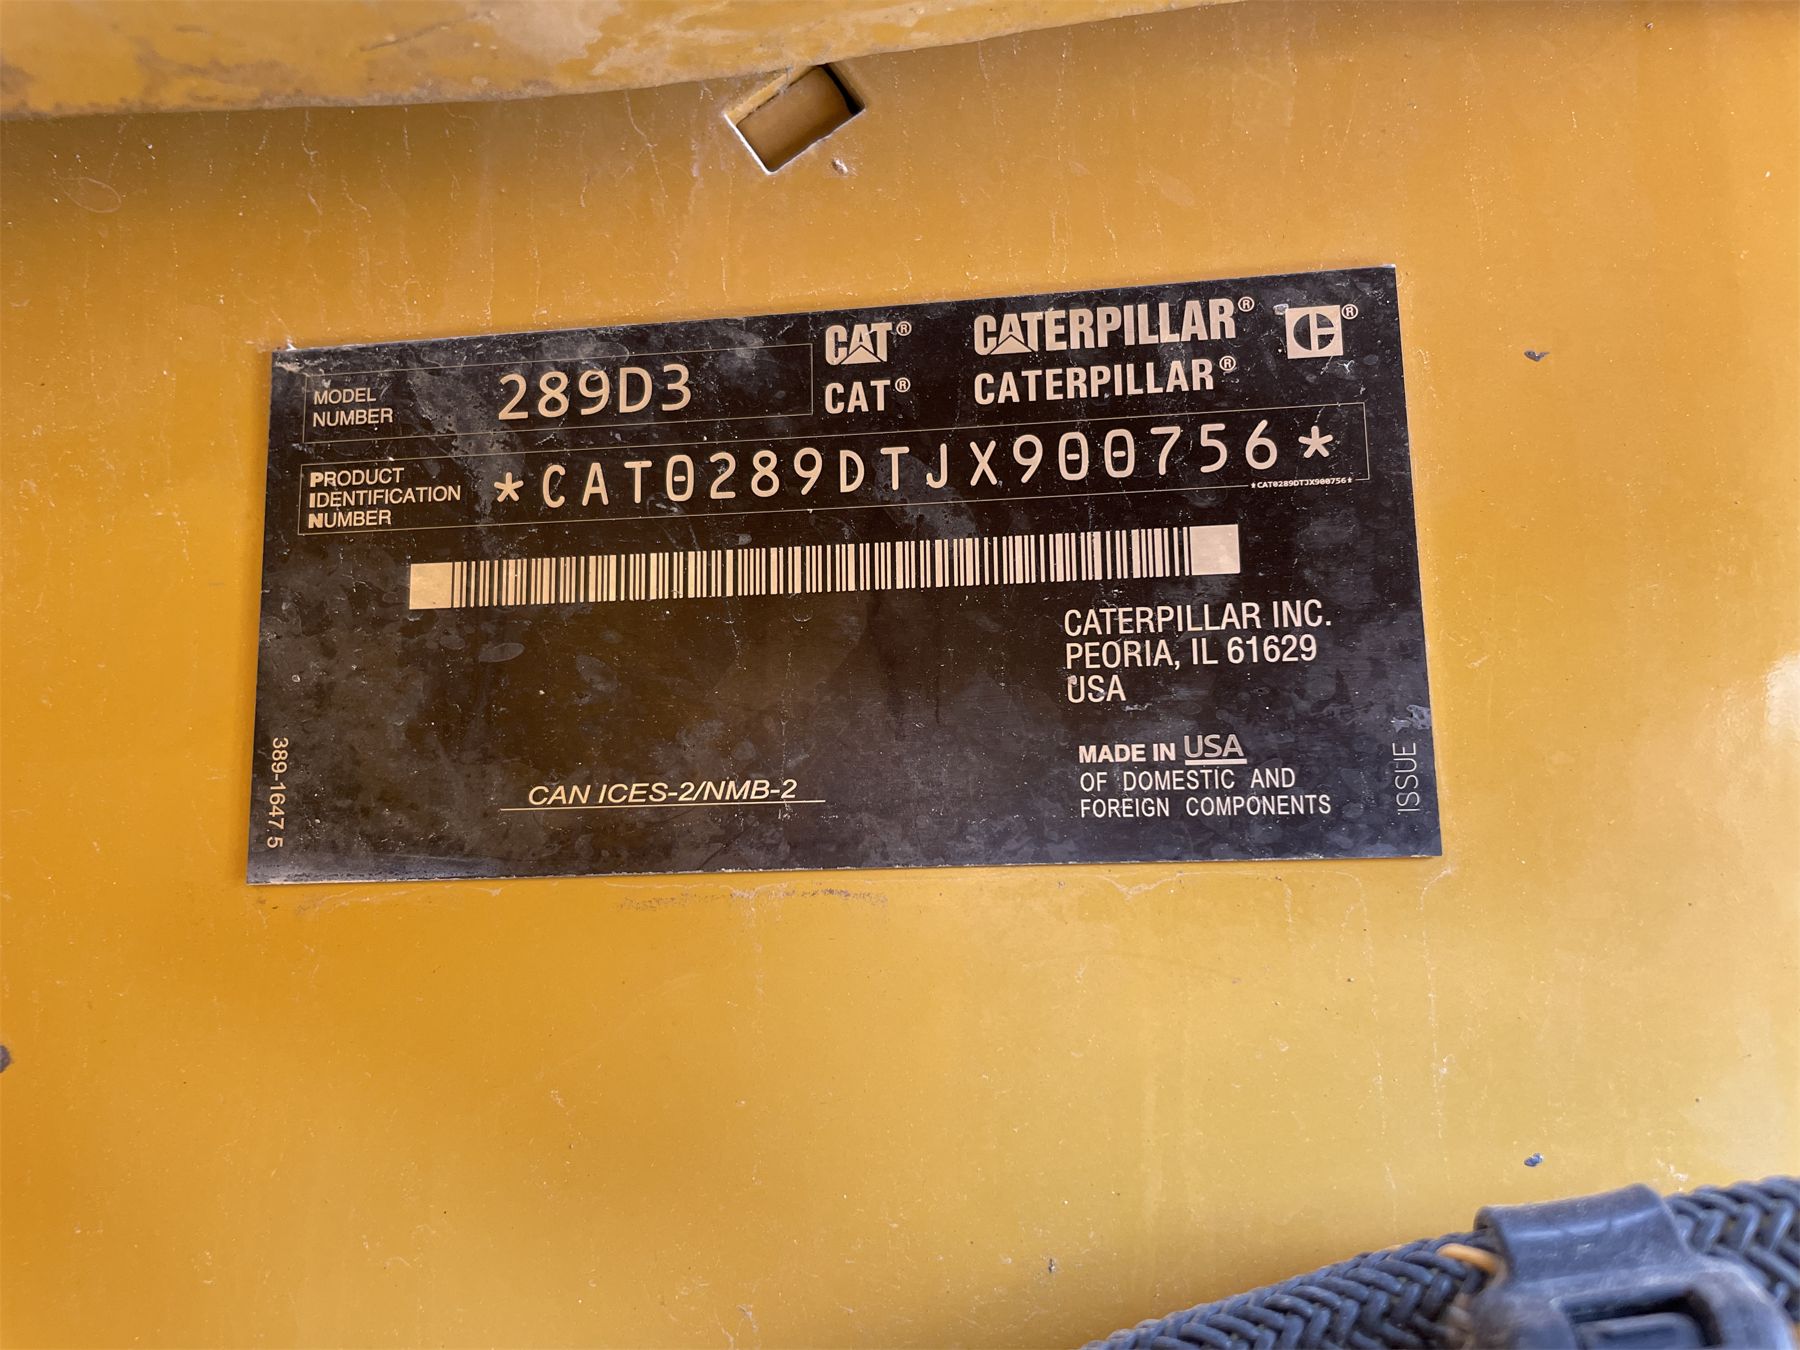 MODEL NUMBER 289D3
CAT® CATERPILLAR® C®
CAT® CATERPILLAR®
PRODUCT IDENTIFICATION NUMBER *CAT0289DTJX900756*
*CAT0289DTJX900756*
CATERPILLAR INC.
PEORIA, IL 61629
USA
MADE IN USA
OF DOMESTIC AND
FOREIGN COMPONENTS
CAN ICES-2/NMB-2
389-1647 5
ISSUE